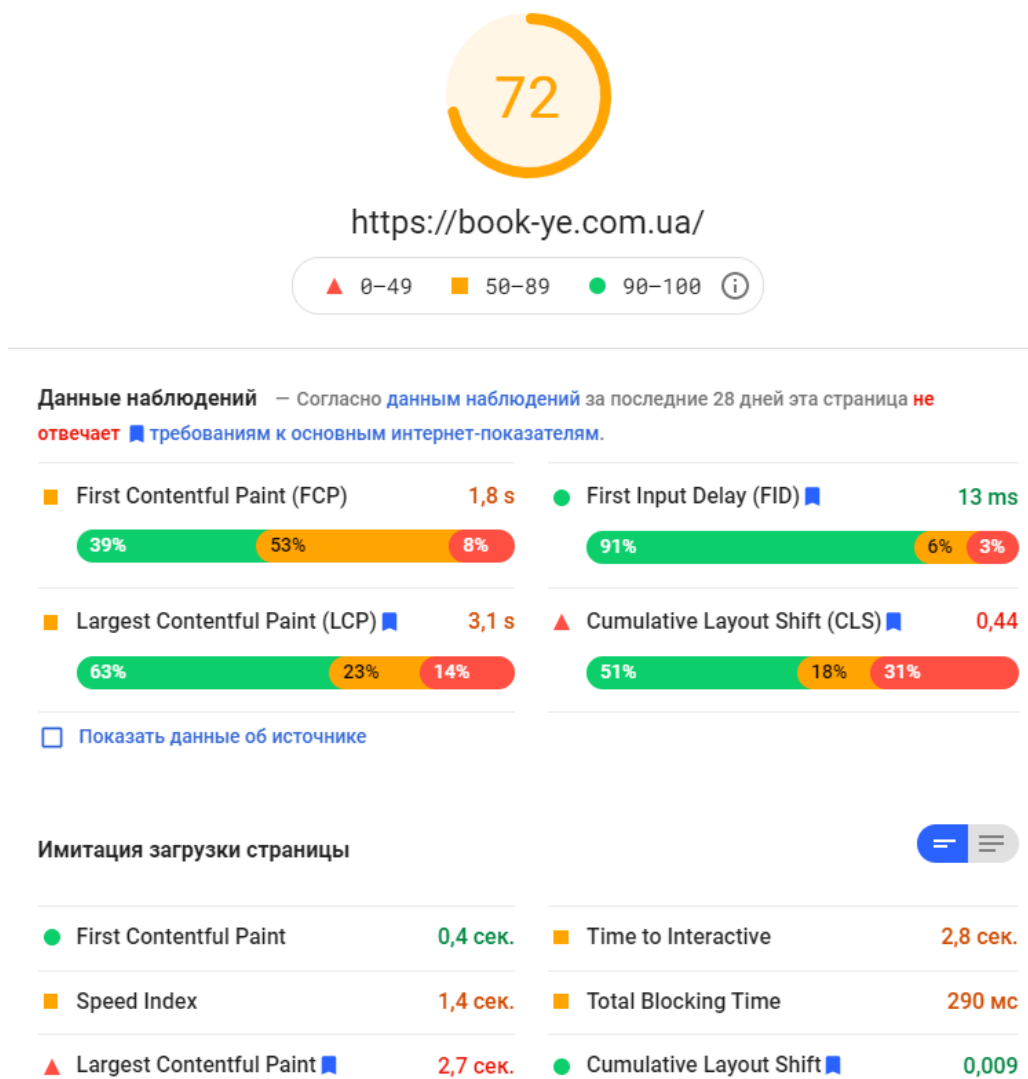 72
https://book-ye.com.ua/
0–49 50–89 90–100
Данные наблюдений — Согласно данным наблюдений за последние 28 дней эта страница не
отвечает требованиям к основным интернет-показателям.
First Contentful Paint (FCP) 1,8 s
39% 53% 8%
First Input Delay (FID) 13 ms
91% 6% 3%
Largest Contentful Paint (LCP) 3,1 s
63% 23% 14%
Cumulative Layout Shift (CLS) 0,44
51% 18% 31%
Показать данные об источнике
Имитация загрузки страницы
First Contentful Paint 0,4 сек.
Time to Interactive 2,8 сек.
Speed Index 1,4 сек.
Total Blocking Time 290 мс
Largest Contentful Paint 2,7 сек.
Cumulative Layout Shift 0,009